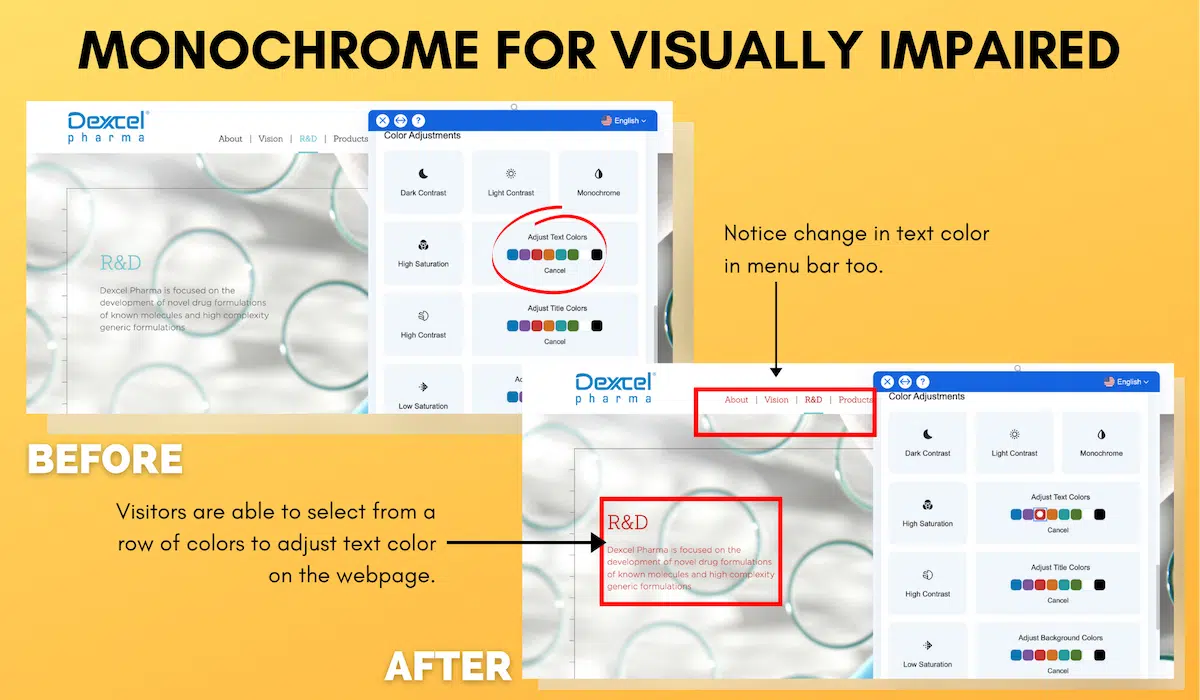 MONOCHROME FOR VISUALLY IMPAIRED
Dexcel®
pharma
About | Vision | R&D | Products
English
Color Adjustments
Dark Contrast
Light Contrast
Monochrome
High Saturation
Adjust Text Colors
Cancel
High Contrast
Adjust Title Colors
Cancel
Low Saturation
R&D
Dexcel Pharma is focused on the
development of novel drug formulations
of known molecules and high complexity
generic formulations
BEFORE
Notice change in text color
in menu bar too.
Visitors are able to select from a
row of colors to adjust text color
on the webpage.
Dexcel®
pharma
About | Vision | R&D | Products
English
Color Adjustments
Dark Contrast
Light Contrast
Monochrome
High Saturation
Adjust Text Colors
Cancel
High Contrast
Adjust Title Colors
Cancel
Low Saturation
Adjust Background Colors
Cancel
R&D
Dexcel Pharma is focused on the
development of novel drug formulations
of known molecules and high complexity
generic formulations
AFTER